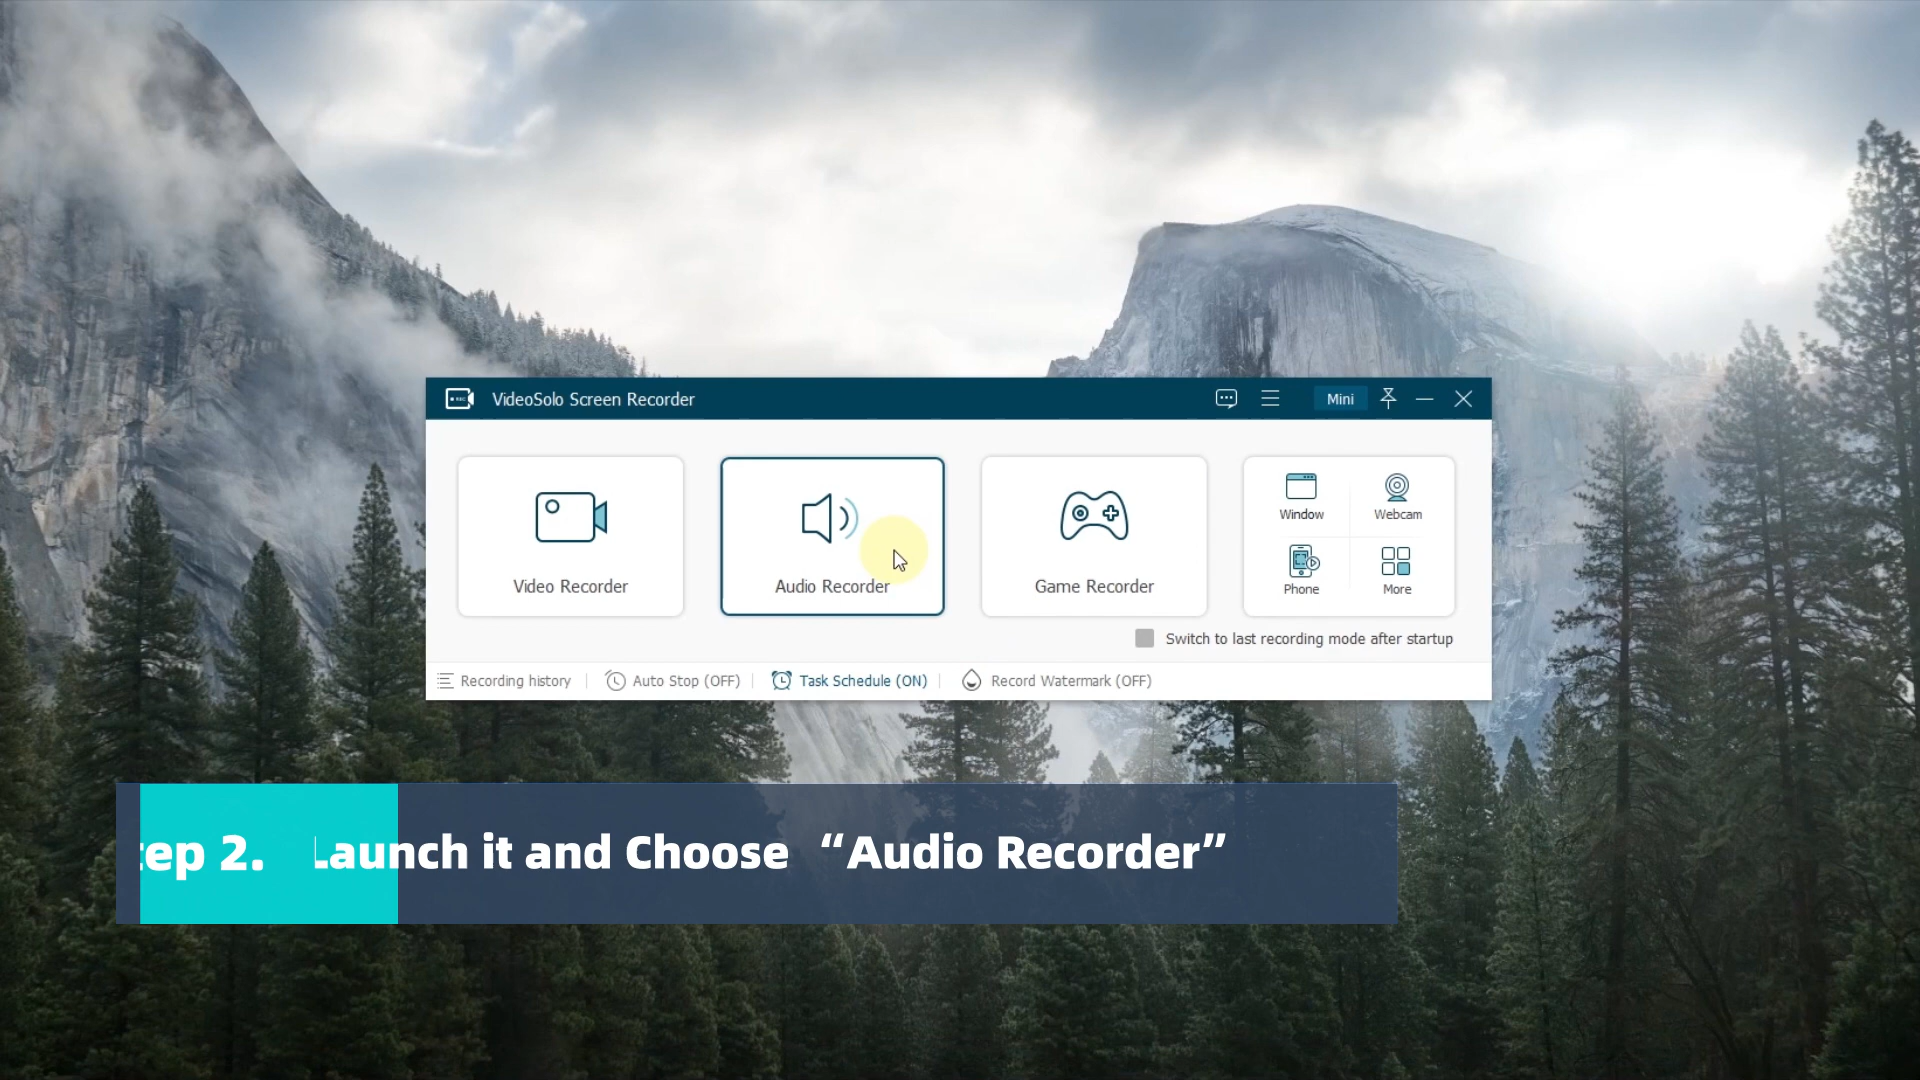 VideoSolo Screen Recorder
Mini
Video Recorder
Audio Recorder
Game Recorder
Window
Webcam
Phone
More
Switch to last recording mode after startup
Recording history
Auto Stop (OFF)
Task Schedule (ON)
Record Watermark (OFF)
tep 2. Launch it and Choose “Audio Recorder”